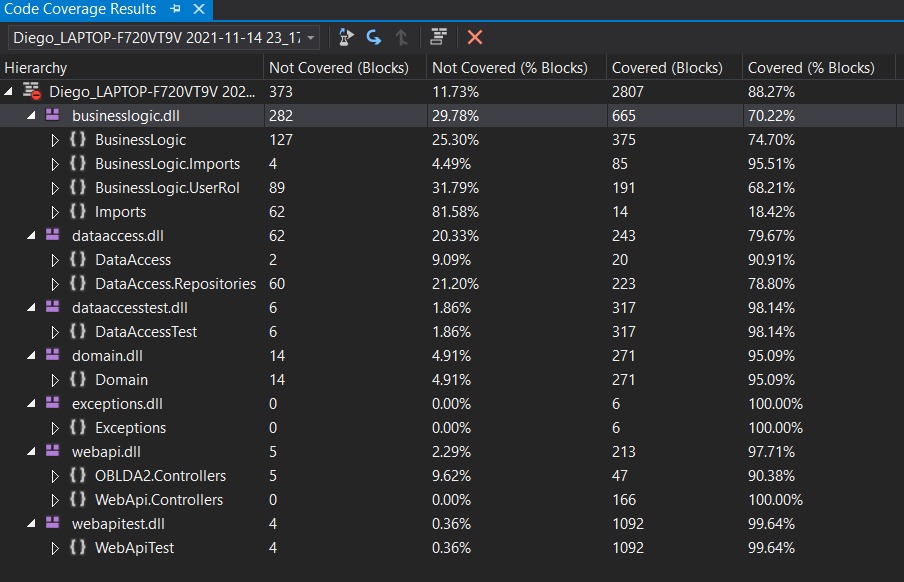 Code Coverage Results
Diego_LAPTOP-F720VT9V 2021-11-14 23_17
Hierarchy Not Covered (Blocks) Not Covered (% Blocks) Covered (Blocks) Covered (% Blocks)
Diego_LAPTOP-F720VT9V 202... 373 11.73% 2807 88.27%
businesslogic.dll 282 29.78% 665 70.22%
{ } BusinessLogic 127 25.30% 375 74.70%
{ } BusinessLogic.Imports 4 4.49% 85 95.51%
{ } BusinessLogic.UserRol 89 31.79% 191 68.21%
{ } Imports 62 81.58% 14 18.42%
dataaccess.dll 62 20.33% 243 79.67%
{ } DataAccess 2 9.09% 20 90.91%
{ } DataAccess.Repositories 60 21.20% 223 78.80%
dataaccesstest.dll 6 1.86% 317 98.14%
{ } DataAccessTest 6 1.86% 317 98.14%
domain.dll 14 4.91% 271 95.09%
{ } Domain 14 4.91% 271 95.09%
exceptions.dll 0 0.00% 6 100.00%
{ } Exceptions 0 0.00% 6 100.00%
webapi.dll 5 2.29% 213 97.71%
{ } OBLDA2.Controllers 5 9.62% 47 90.38%
{ } WebApi.Controllers 0 0.00% 166 100.00%
webapitest.dll 4 0.36% 1092 99.64%
{ } WebApiTest 4 0.36% 1092 99.64%